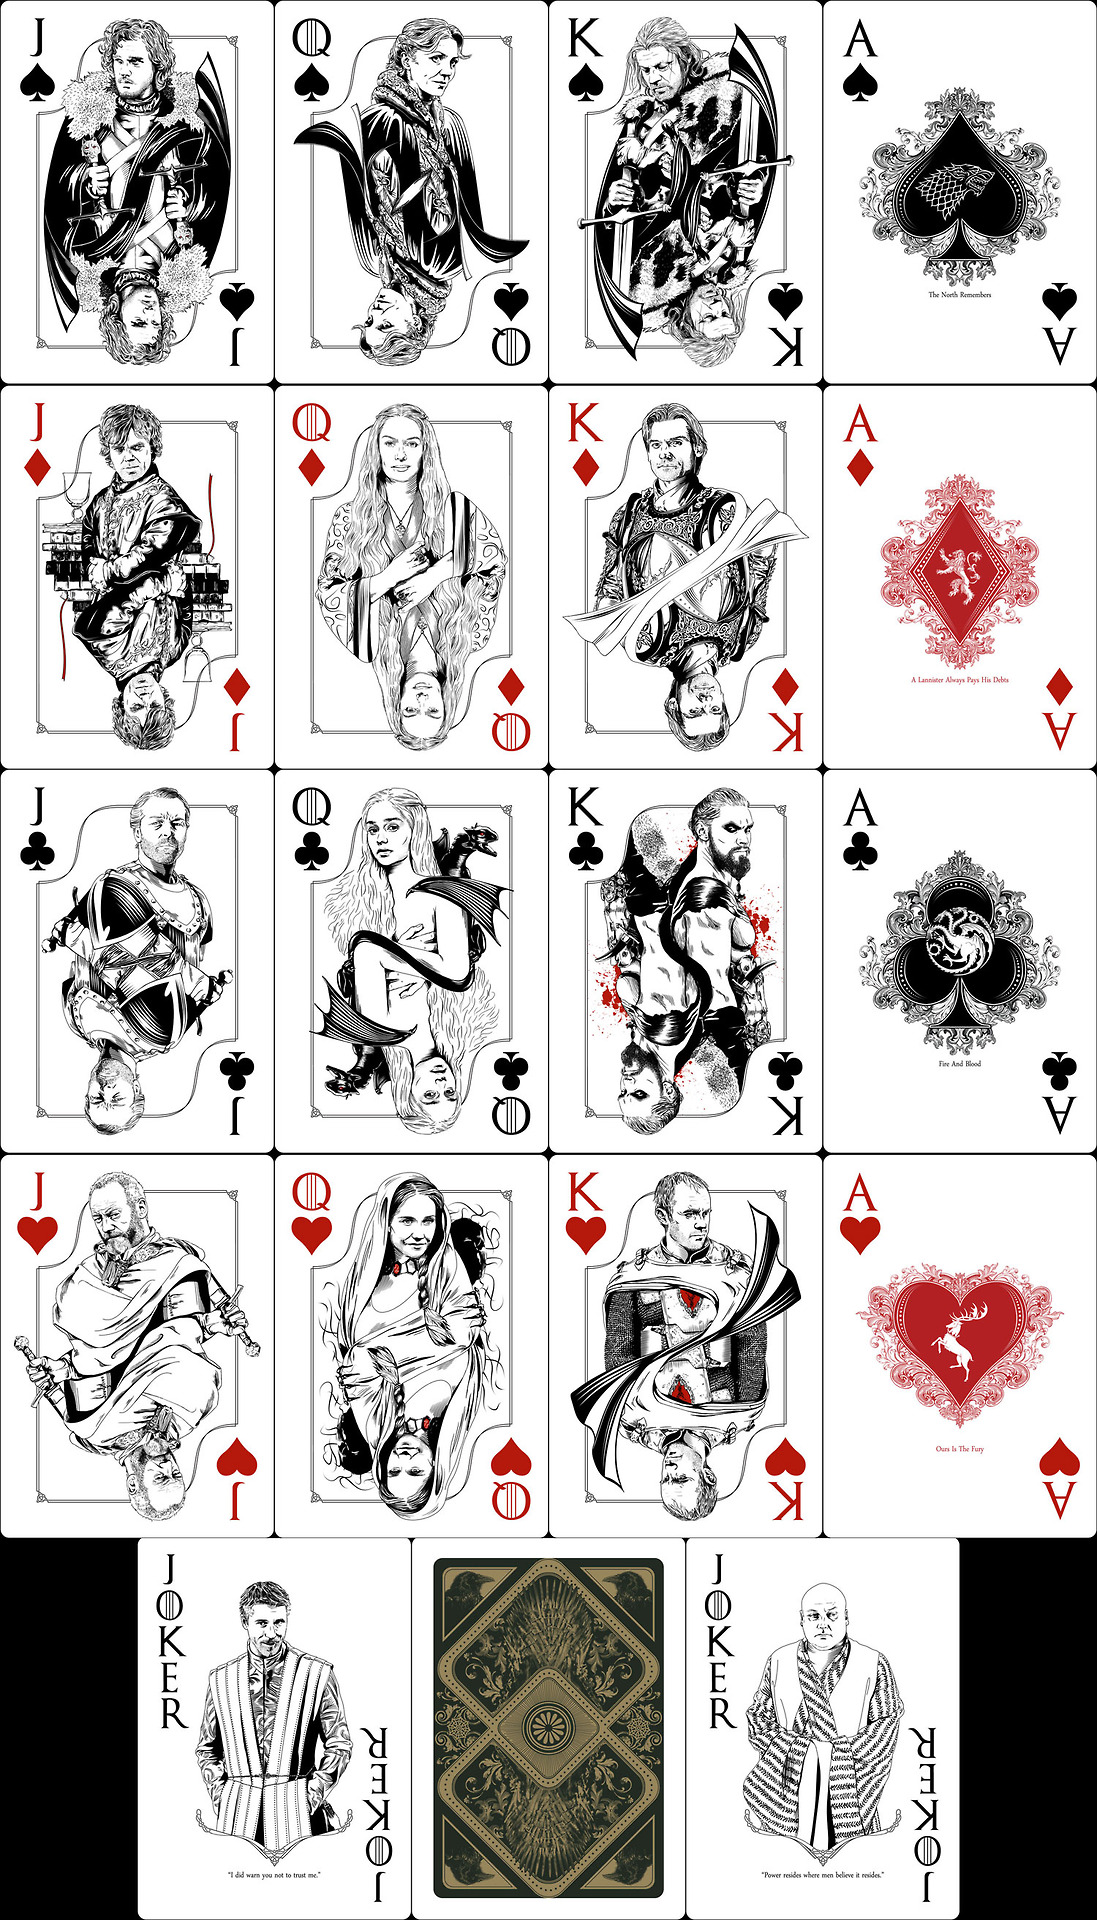 J Q K A
The North Remembers
J Q K A
J Q K A
A Lannister Always Pays His Debts
J Q K A
J Q K A
Fire And Blood
J Q K A
J Q K A
Ours Is The Fury
J Q K A
JOKER
JOKER
"I did warn you not to trust me."
JOKER
JOKER
"Power resides where men believe it resides."